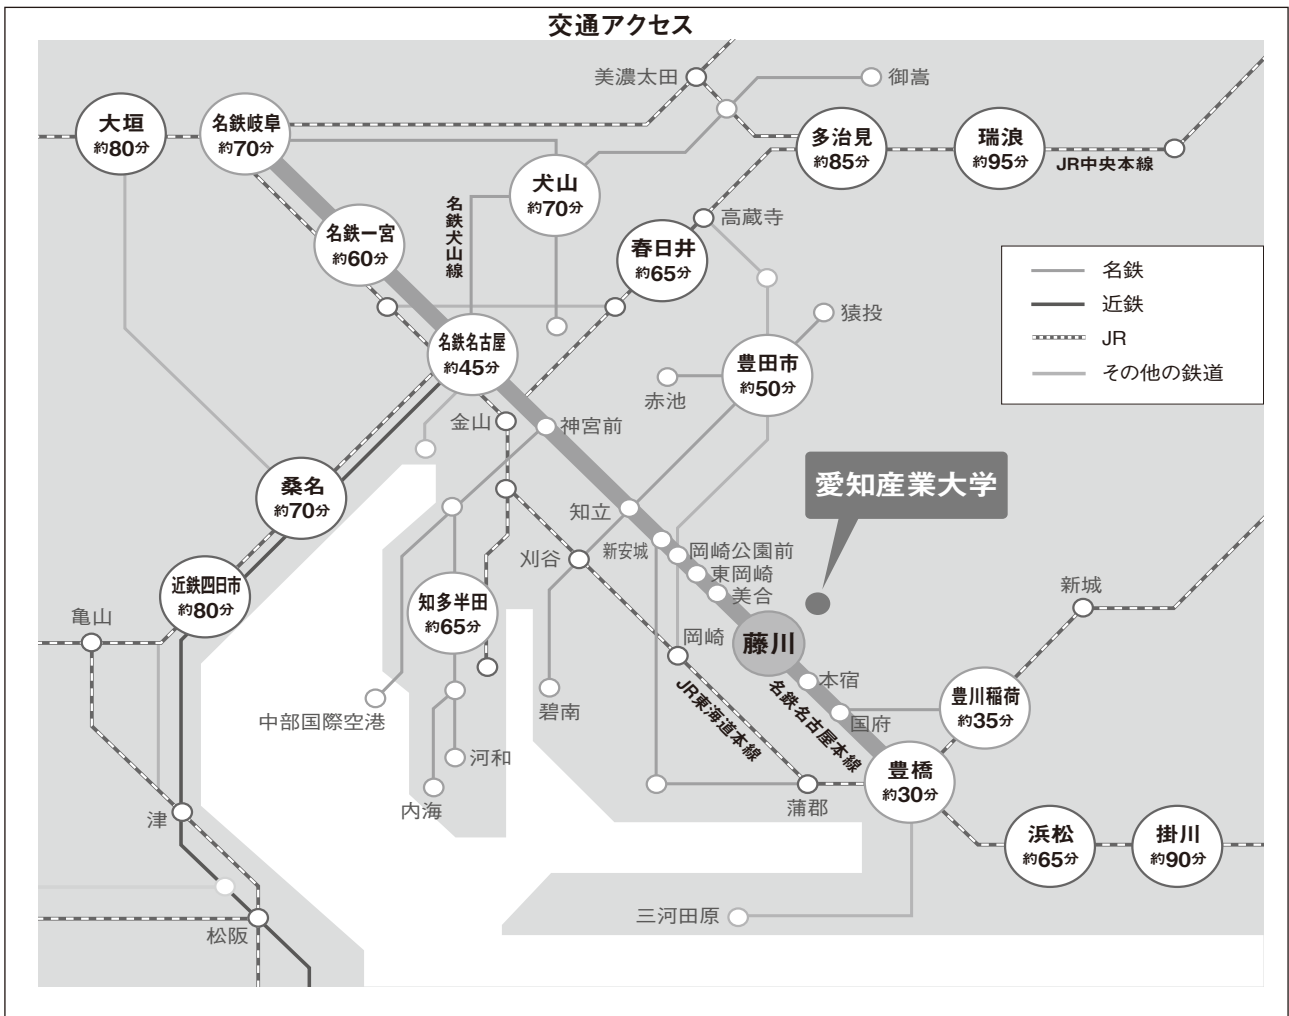 交通アクセス
美濃太田
御嵩
大垣
約80分
名鉄岐阜
約70分
多治見
約85分
瑞浪
約95分
JR中央本線
犬山
約70分
名鉄犬山線
高蔵寺
名鉄一宮
約60分
春日井
約65分
名鉄
近鉄
JR
その他の鉄道
猿投
名鉄名古屋
約45分
豊田市
約50分
赤池
金山
神宮前
愛知産業大学
桑名
約70分
知立
新安城
岡崎公園前
東岡崎
美合
刈谷
近鉄四日市
約80分
知多半田
約65分
新城
亀山
岡崎
藤川
本宿
国府
名鉄名古屋本線
JR東海道本線
豊川稲荷
約35分
中部国際空港
碧南
河和
内海
豊橋
約30分
蒲郡
津
浜松
約65分
掛川
約90分
三河田原
松阪